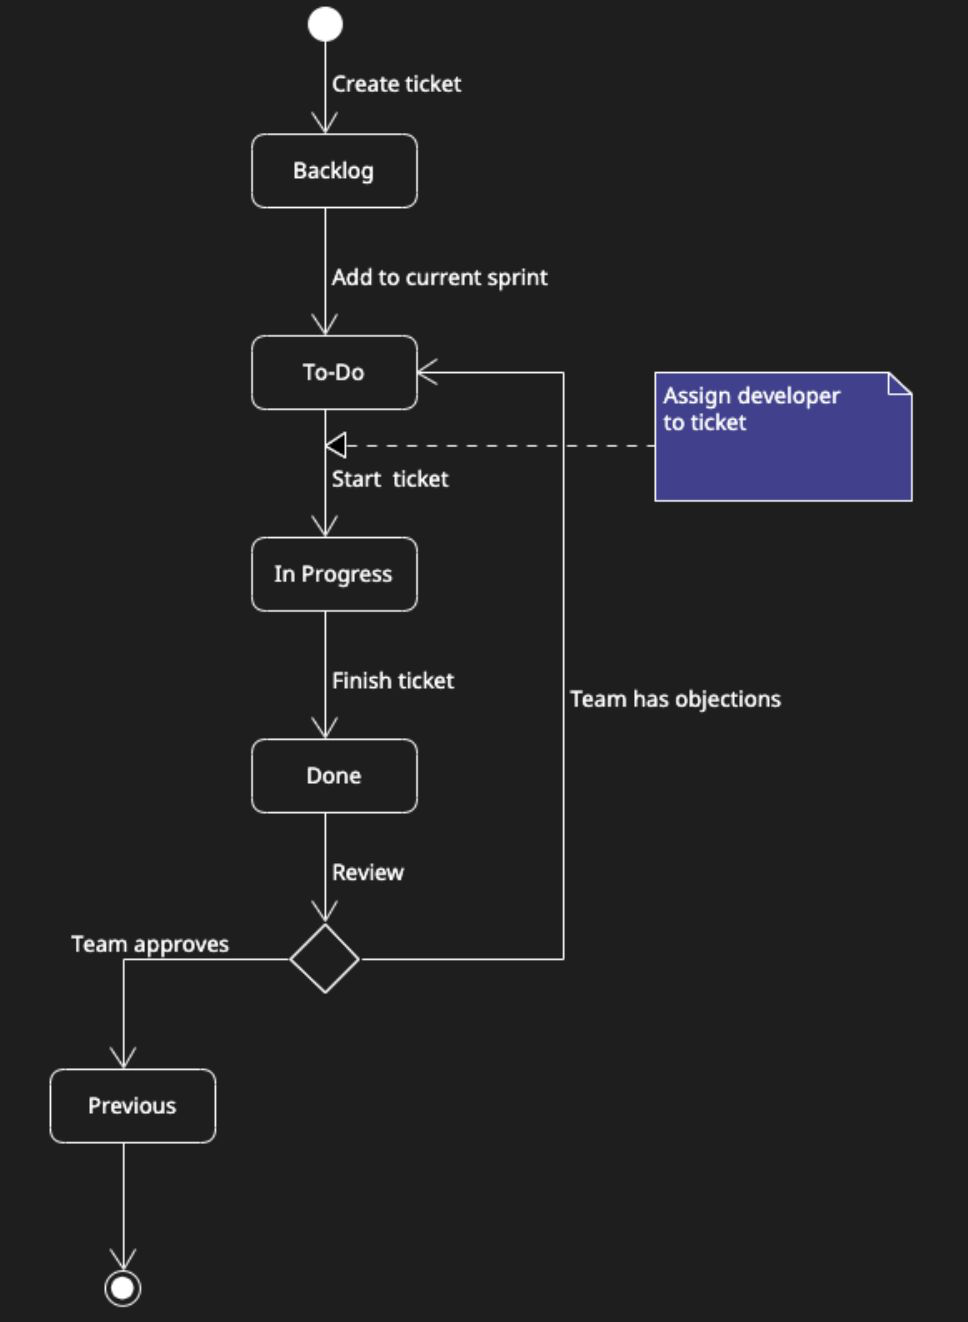 Create ticket
Backlog
Add to current sprint
To-Do
Assign developer
to ticket
Start  ticket
In Progress
Finish ticket
Team has objections
Done
Review
Team approves
Previous